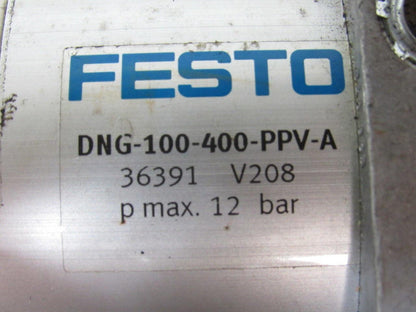 FESTO
DNG-100-400-PPV-A
36391 V208
p max. 12 bar